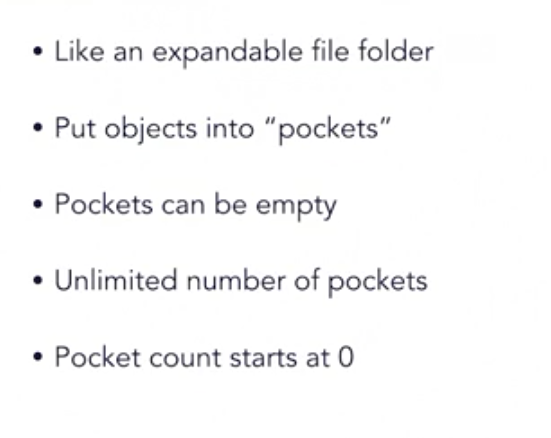 • Like an expandable file folder
• Put objects into “pockets”
• Pockets can be empty
• Unlimited number of pockets
• Pocket count starts at 0